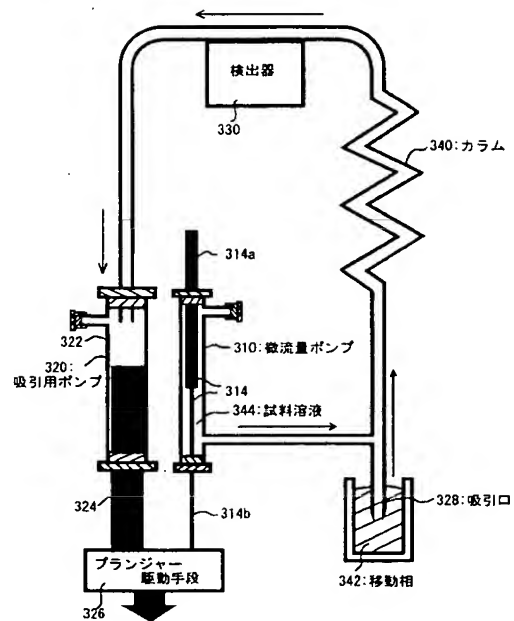 検出器
330
340:カラム
314a
322
320:
吸引用ポンプ
310:微流量ポンプ
314
344:試料溶液
324
314b
328:吸引口
プランジャー
駆動手段
326
342:移動相